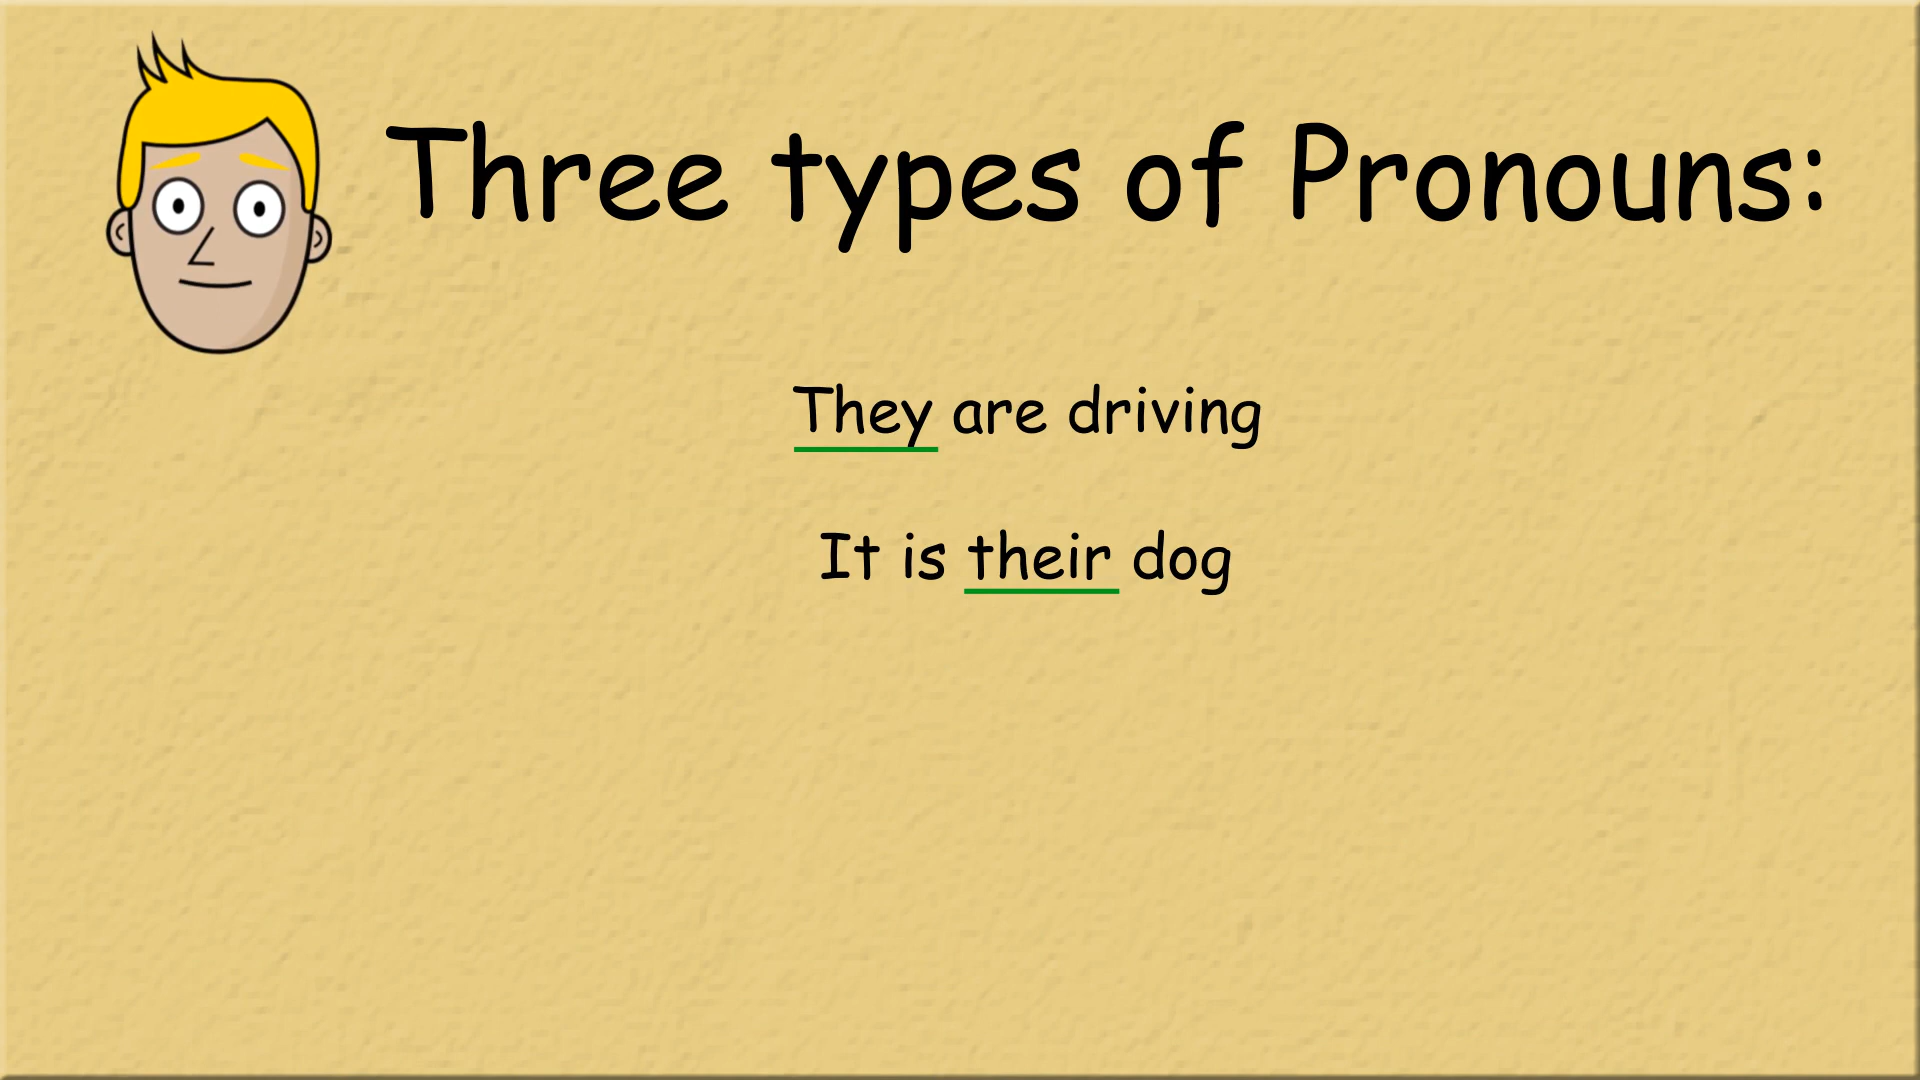 Three types of Pronouns:
They are driving
It is their dog